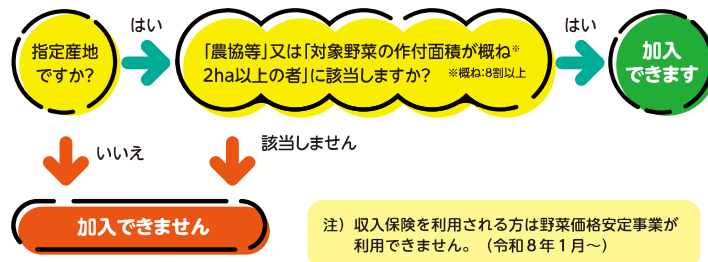 指定産地
ですか?
はい
「農協等」又は「対象野菜の作付面積が概ね※
2ha以上の者」に該当しますか? ※概ね:8割以上
はい
加入
できます
いいえ
該当しません
加入できません
注）収入保険を利用される方は野菜価格安定事業が
利用できません。（令和８年１月〜）